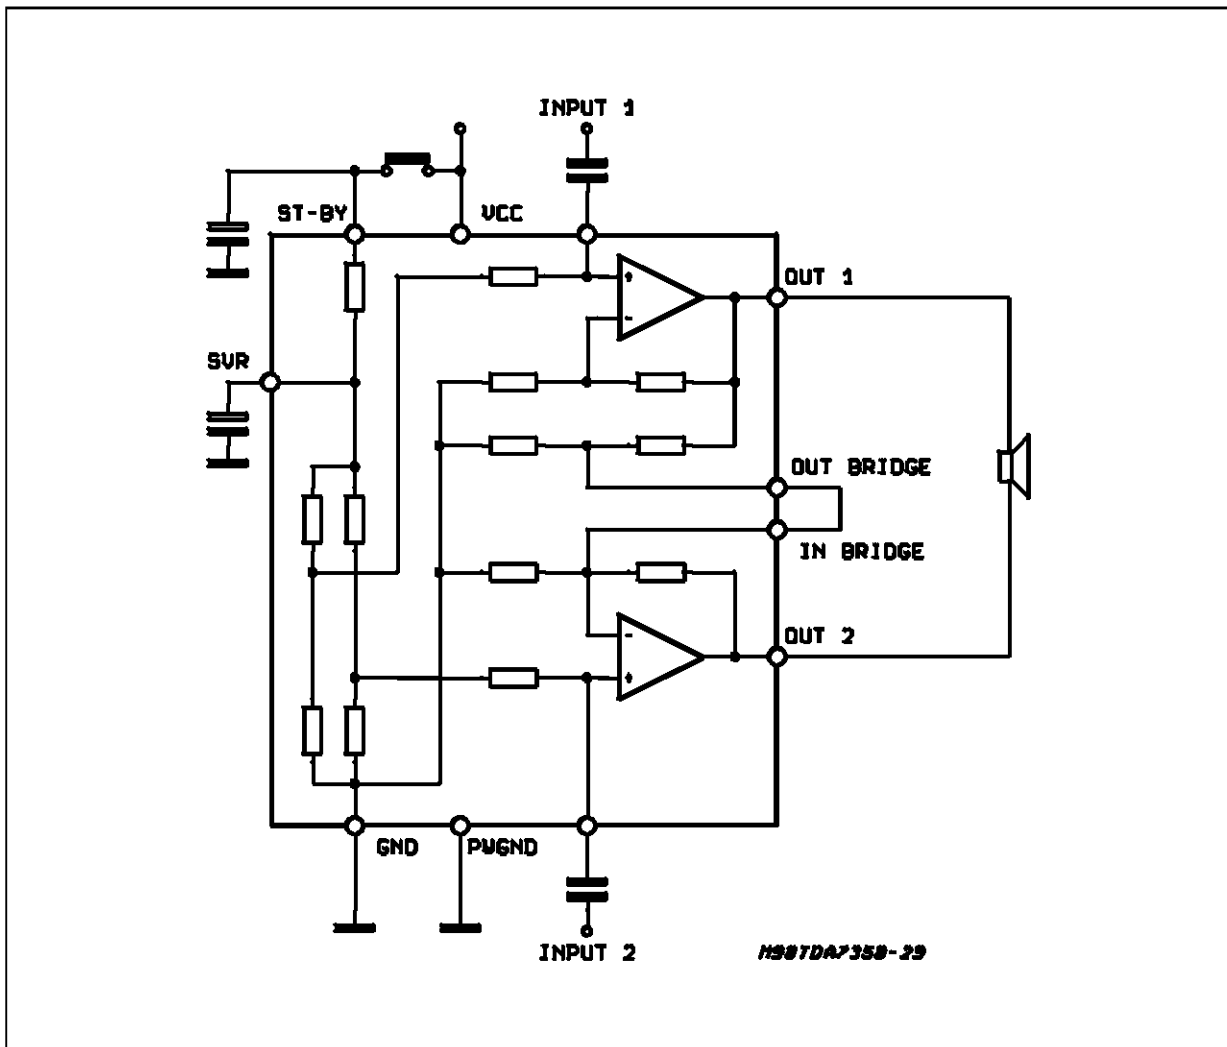 INPUT 1
ST-BY
VCC
OUT 1
SVR
OUT BRIDGE
IN BRIDGE
OUT 2
GND
PWGND
INPUT 2
M90TDA7350-29